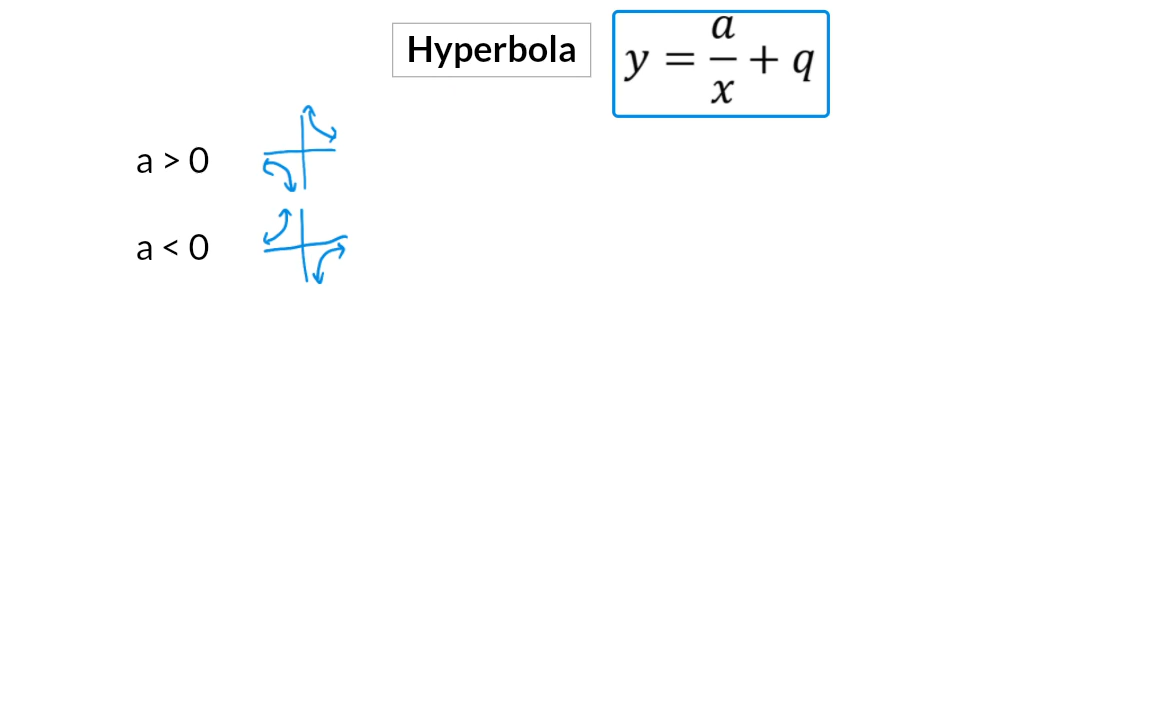 Hyperbola
y = a/x + q
a > 0
a < 0